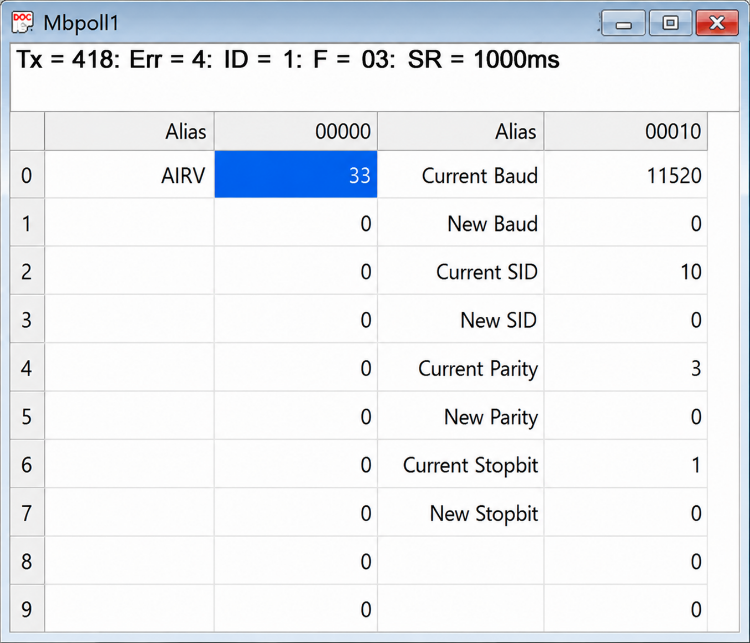 DOC
Mbpoll1
Tx = 418: Err = 4: ID = 1: F = 03: SR = 1000ms
Alias 00000 Alias 00010
0 AIRV 33 Current Baud 11520
1 0 New Baud 0
2 0 Current SID 10
3 0 New SID 0
4 0 Current Parity 3
5 0 New Parity 0
6 0 Current Stopbit 1
7 0 New Stopbit 0
8 0 0
9 0 0